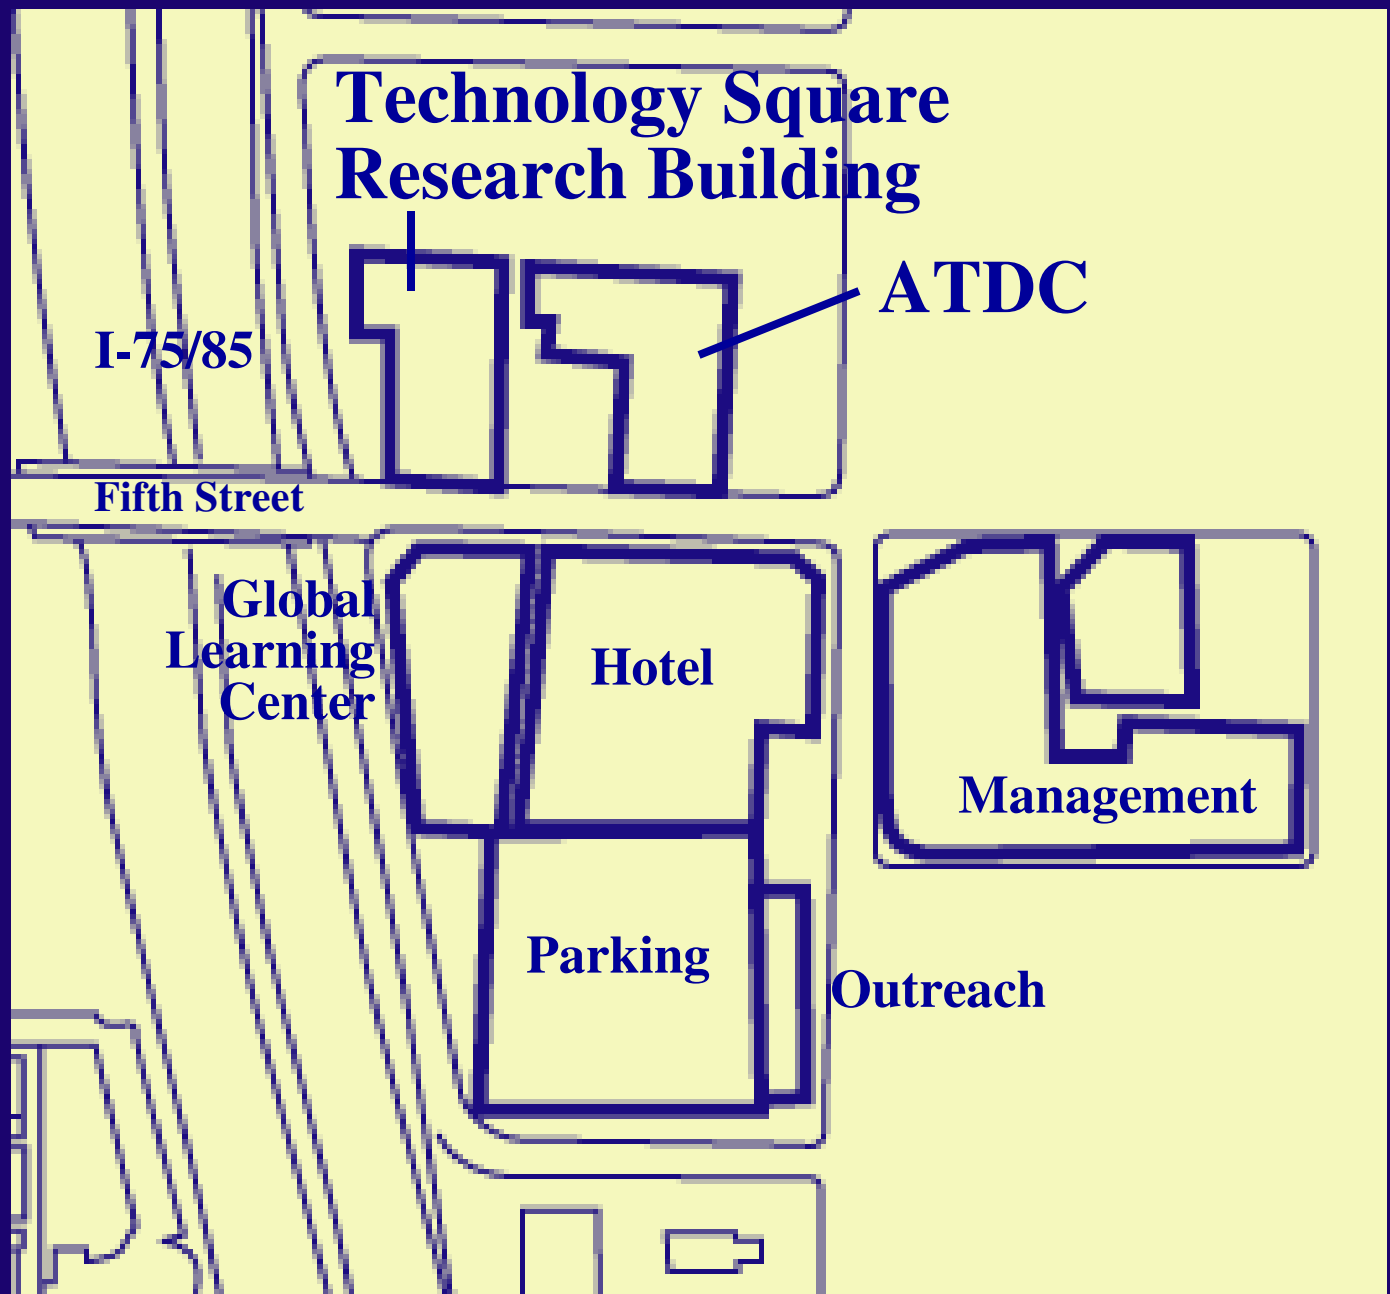 Technology Square
Research Building
ATDC
I-75/85
Fifth Street
Global
Learning
Center
Hotel
Management
Parking
Outreach